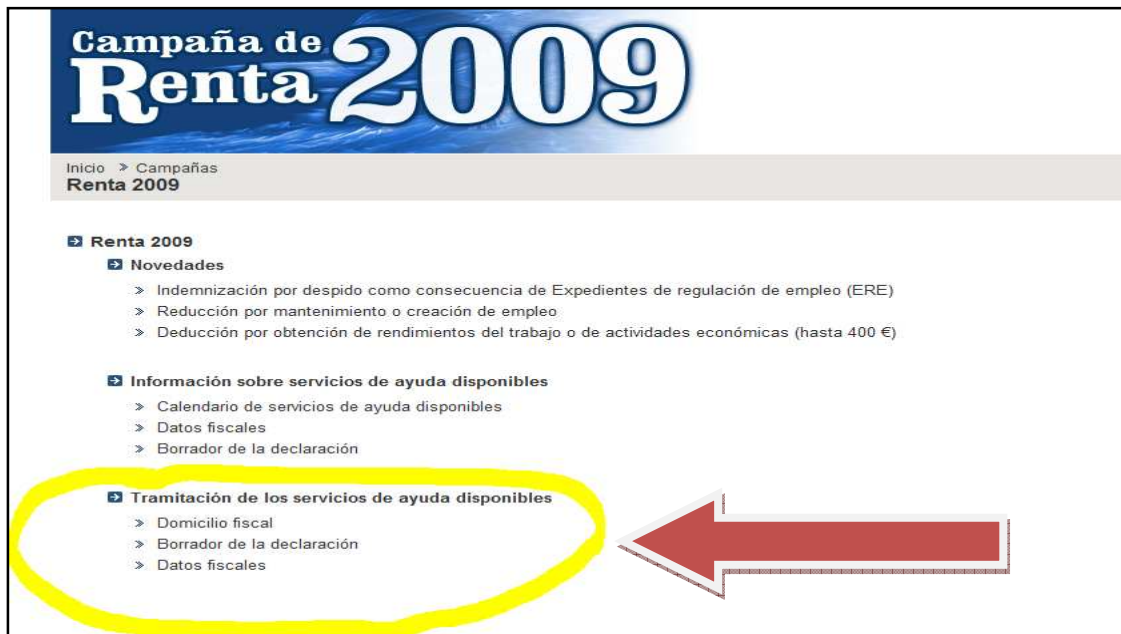 Campaña de
Renta 2009
Inicio > Campañas
Renta 2009
Renta 2009
Novedades
Indemnización por despido como consecuencia de Expedientes de regulación de empleo (ERE)
Reducción por mantenimiento o creación de empleo
Deducción por obtención de rendimientos del trabajo o de actividades económicas (hasta 400 €)
Información sobre servicios de ayuda disponibles
Calendario de servicios de ayuda disponibles
Datos fiscales
Borrador de la declaración
Tramitación de los servicios de ayuda disponibles
Domicilio fiscal
Borrador de la declaración
Datos fiscales